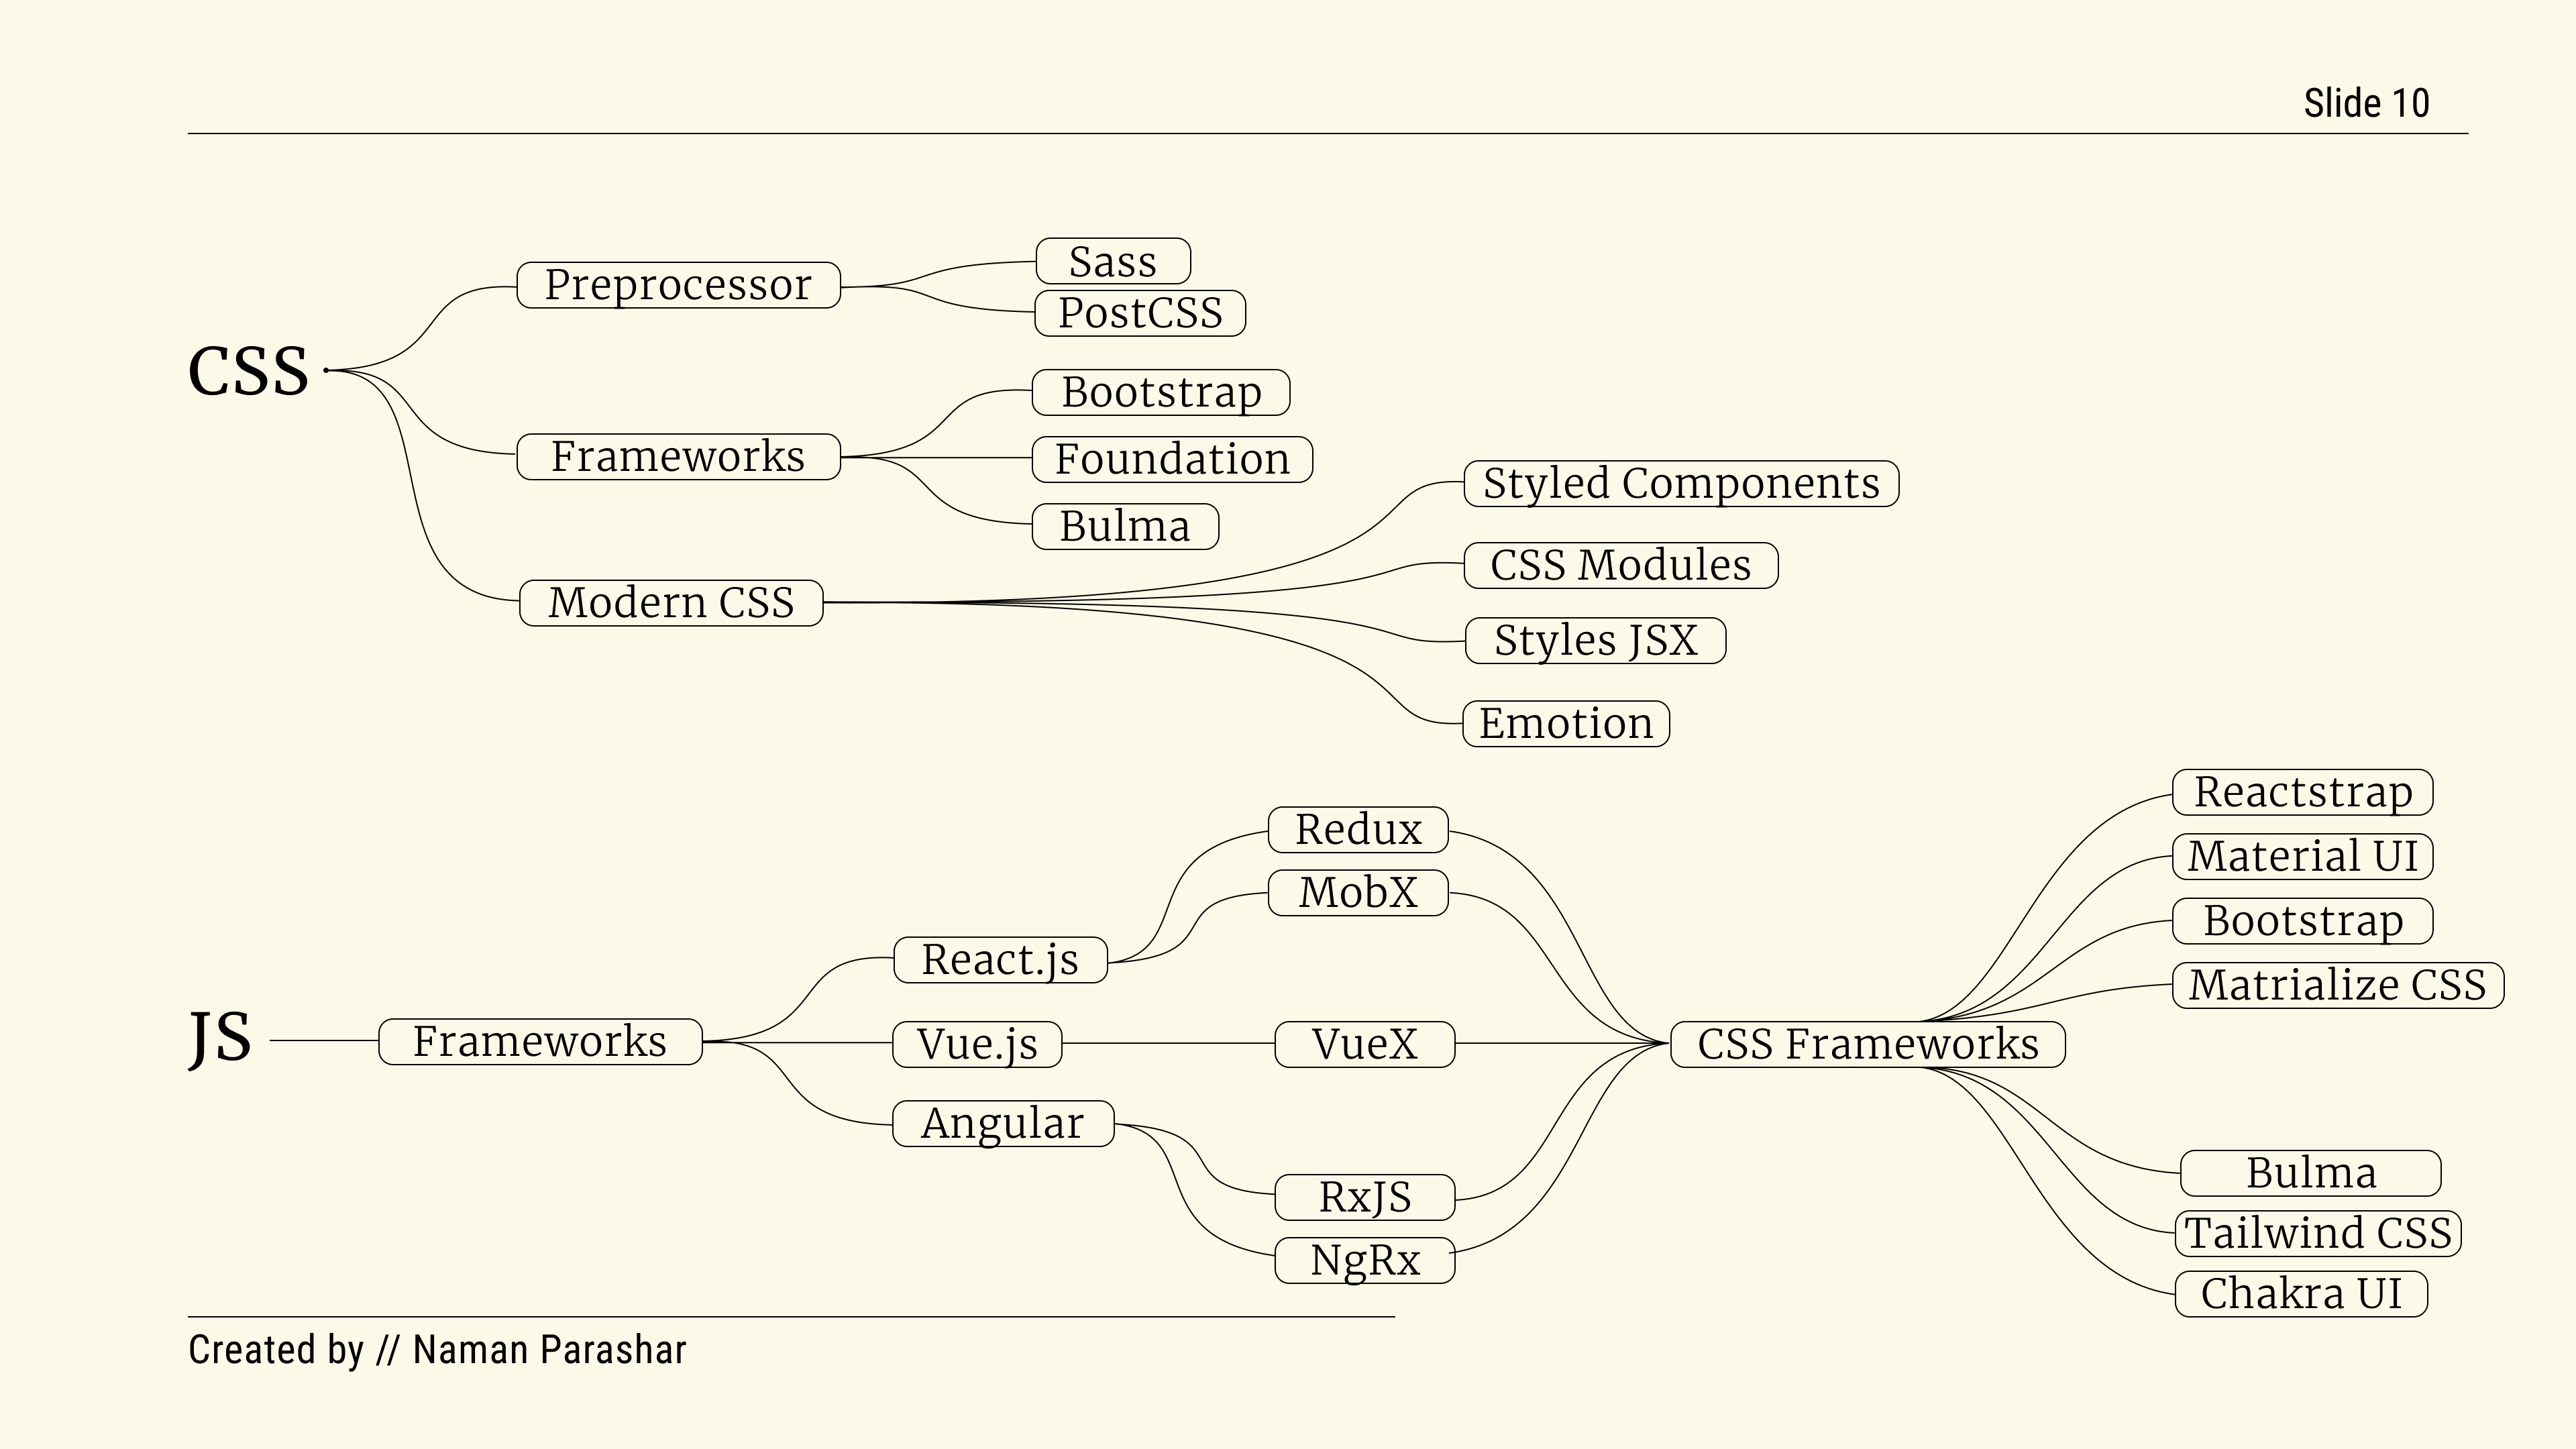 Slide 10
CSS
Preprocessor
Sass
PostCSS
Frameworks
Bootstrap
Foundation
Bulma
Modern CSS
Styled Components
CSS Modules
Styles JSX
Emotion
JS
Frameworks
React.js
Redux
MobX
Vue.js
VueX
Angular
RxJS
NgRx
CSS Frameworks
Reactstrap
Material UI
Bootstrap
Matrialize CSS
Bulma
Tailwind CSS
Chakra UI
Created by // Naman Parashar